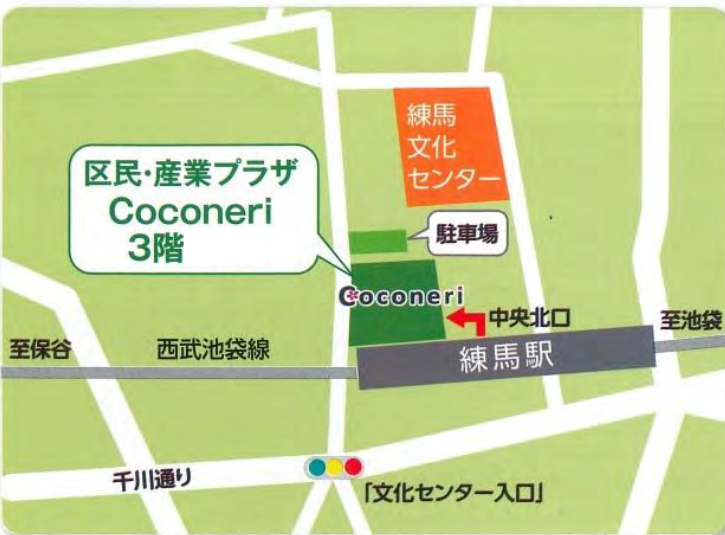 練馬
文化
センター
区民・産業プラザ
Coconeri
3階
駐車場
Coconeri
中央北口
至池袋
至保谷
西武池袋線
練馬駅
千川通り
「文化センター入口」